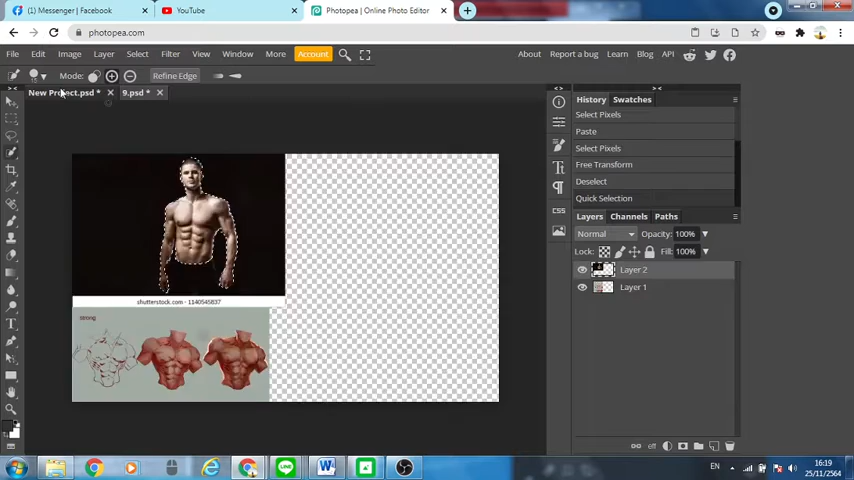 (1) Messenger | Facebook
YouTube
Photopea | Online Photo Editor
photopea.com
File Edit Image Layer Select Filter View Window More Account
About Report a bug Learn Blog API
Mode: Refine Edge
15
New Project.psd * 9.psd *
History Swatches
Select Pixels
Paste
Select Pixels
Free Transform
Deselect
Quick Selection
Layers Channels Paths
Normal Opacity: 100%
Lock: Fill: 100%
Layer 2
Layer 1
CSS
shutterstock.com · 1140545837
strong
eff
EN
16:19
25/11/2564